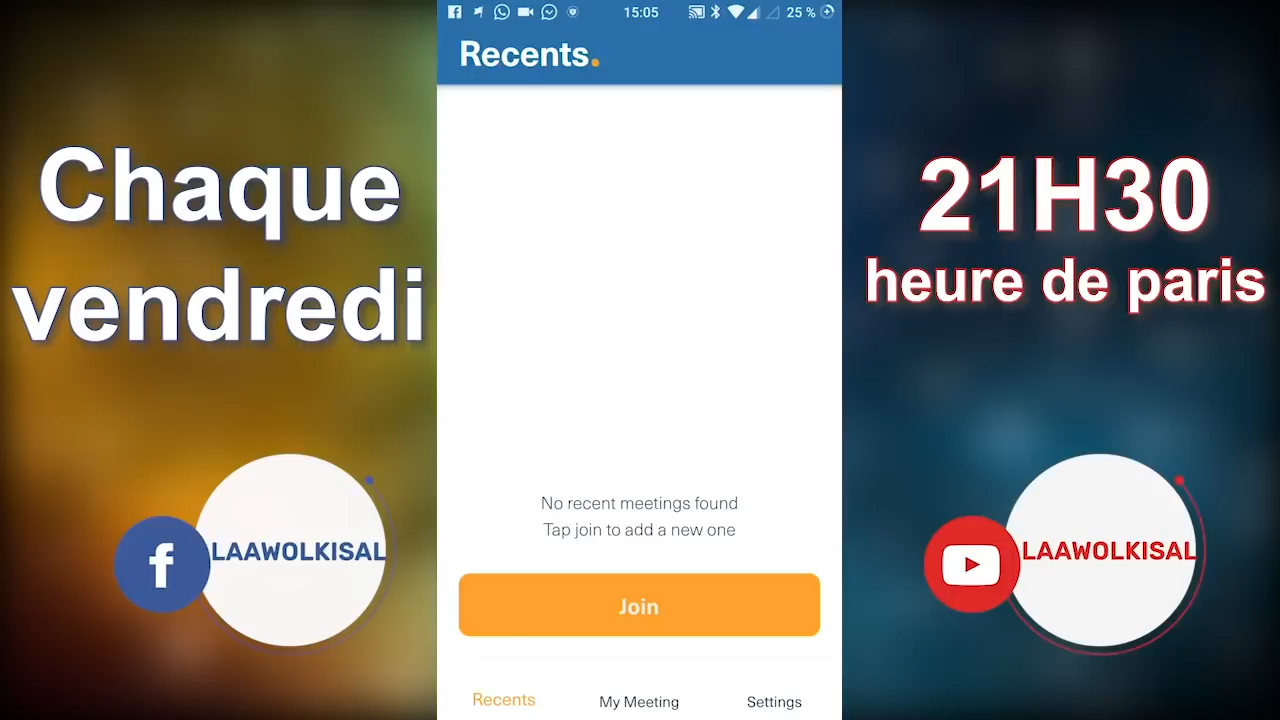 Chaque
vendredi
LAAWOLKISAL
15:05
25 %
Recents.
No recent meetings found
Tap join to add a new one
Join
Recents
My Meeting
Settings
21H30
heure de paris
LAAWOLKISAL